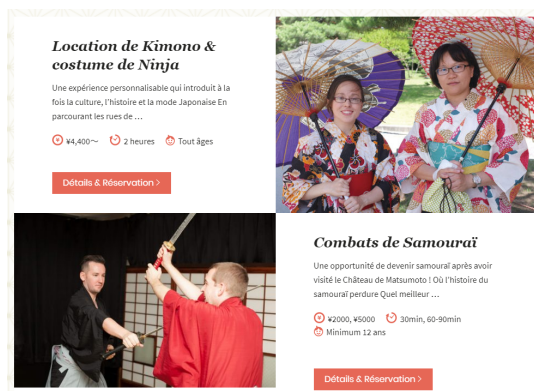 Location de Kimono &
costume de Ninja
Une expérience personnalisable qui introduit à la
fois la culture, l'histoire et la mode Japonaise En
parcourant les rues de ...
¥4,400〜 2 heures Tout âges
Détails & Réservation >
Combats de Samouraï
Une opportunité de devenir samouraï après avoir
visité le Château de Matsumoto ! Où l'histoire du
samouraï perdure Quel meilleur ...
¥2000, ¥5000 30min, 60-90min
Minimum 12 ans
Détails & Réservation >